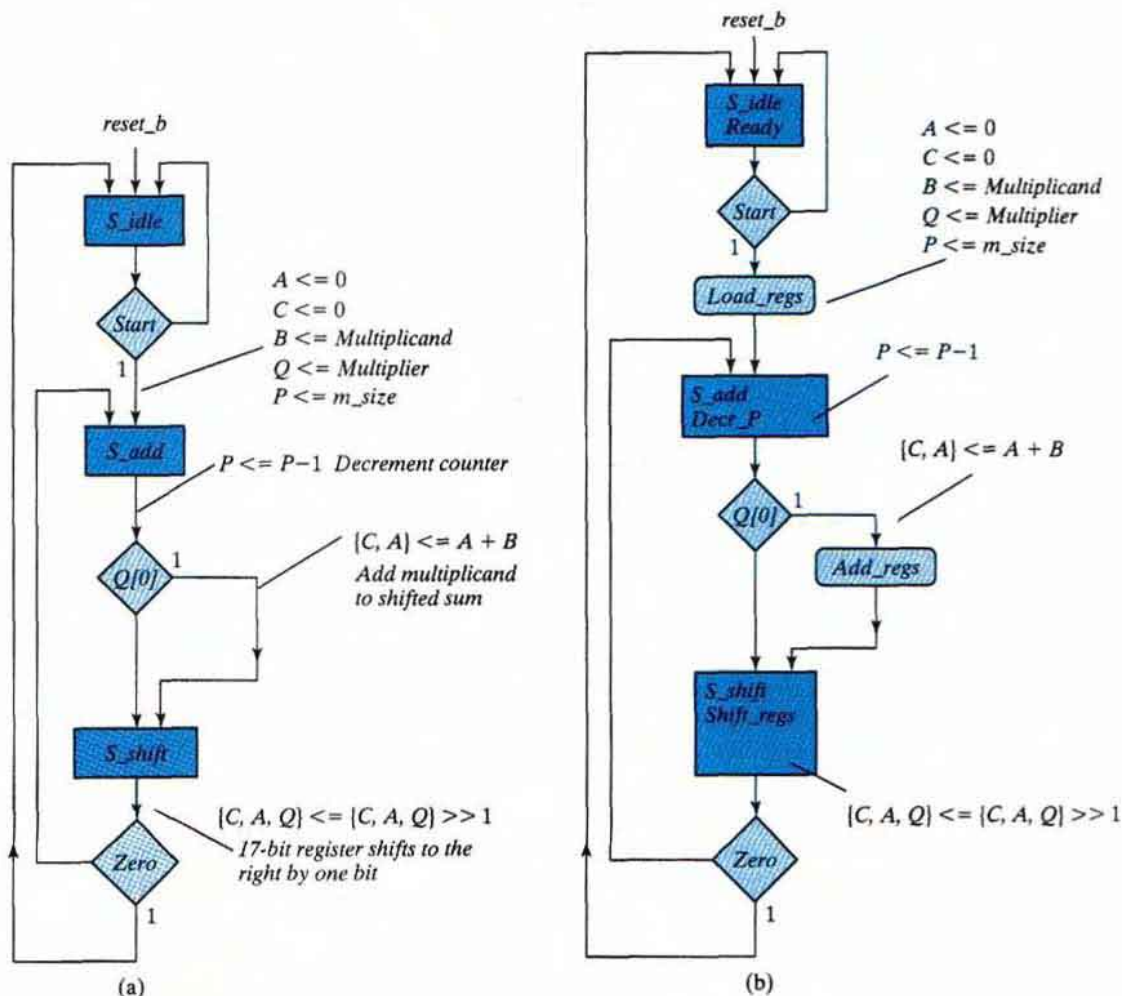 reset_b
S_idle
Start
1
A <= 0
C <= 0
B <= Multiplicand
Q <= Multiplier
P <= m_size
S_add
P <= P−1 Decrement counter
Q[0]
1
{C, A} <= A + B
Add multiplicand
to shifted sum
S_shift
{C, A, Q} <= {C, A, Q} >> 1
17-bit register shifts to the
right by one bit
Zero
1
(a)
reset_b
S_idle
Ready
Start
1
A <= 0
C <= 0
B <= Multiplicand
Q <= Multiplier
P <= m_size
Load_regs
P <= P−1
S_add
Decr_P
{C, A} <= A + B
Q[0]
1
Add_regs
S_shift
Shift_regs
{C, A, Q} <= {C, A, Q} >> 1
Zero
1
(b)